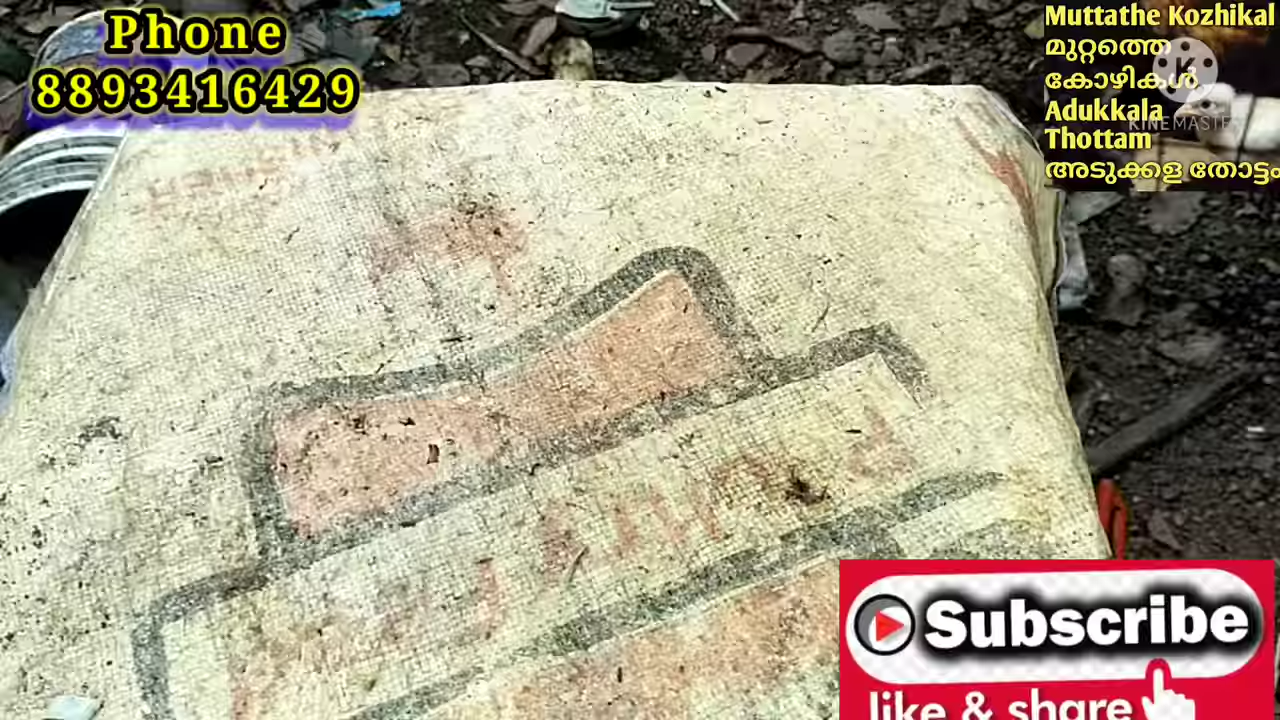 Phone
8893416429
Muttathe Kozhikal
മുറ്റത്തെ
കോഴികൾ
Adukkala
Thottam
അടുക്കള തോട്ടം
KINEMASTER
Subscribe
like & share